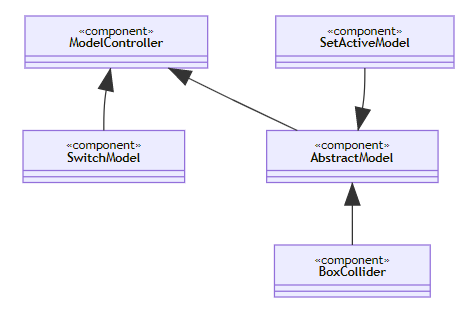 «component»
ModelController
«component»
SetActiveModel
«component»
SwitchModel
«component»
AbstractModel
«component»
BoxCollider